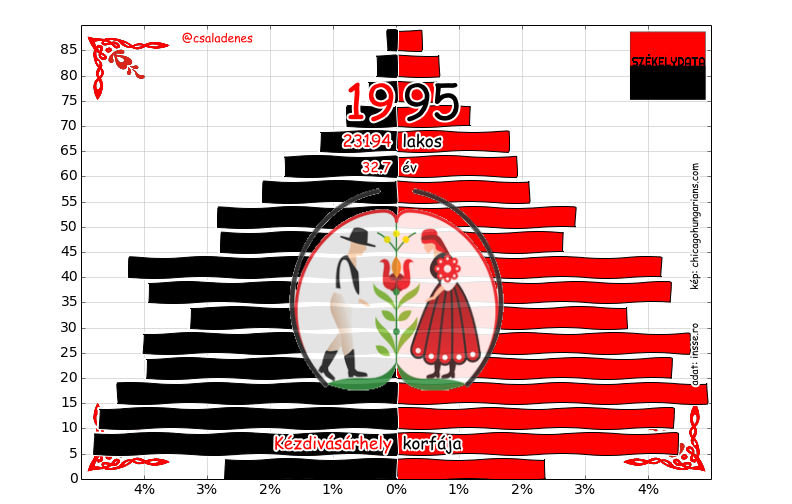 @csaladenes
SZÉKELYDATA
1995
23194 lakos
32.7 év
kép: chicagohungarians.com
adat: insse.ro
Kézdivásárhely korfája
85
80
75
70
65
60
55
50
45
40
35
30
25
20
15
10
5
0
4% 3% 2% 1% 0% 1% 2% 3% 4%